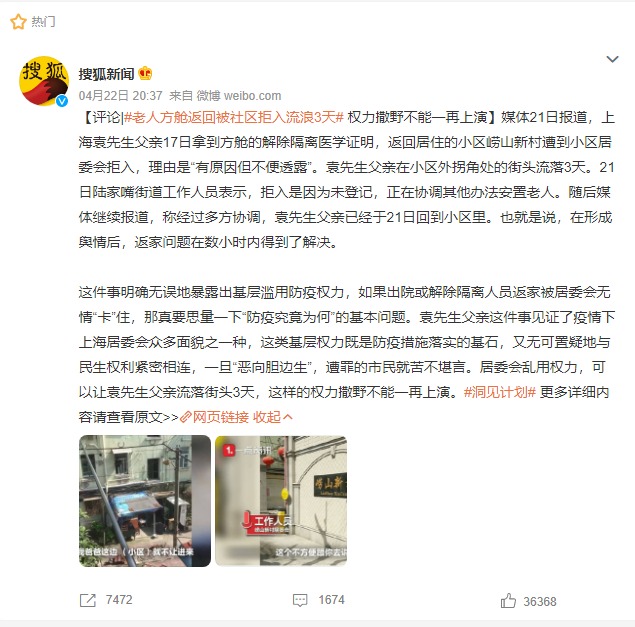 热门
搜狐
搜狐新闻
04月22日 20:37 来自 微博 weibo.com
【评论|#老人方舱返回被社区拒入流浪3天# 权力撒野不能一再上演】媒体21日报道，上
海袁先生父亲17日拿到方舱的解除隔离医学证明，返回居住的小区崂山新村遭到小区居
委会拒入，理由是“有原因但不便透露”。袁先生父亲在小区外拐角处的街头流落3天。21
日陆家嘴街道工作人员表示，拒入是因为未登记，正在协调其他办法安置老人。随后媒
体继续报道，称经过多方协调，袁先生父亲已经于21日回到小区里。也就是说，在形成
舆情后，返家问题在数小时内得到了解决。
这件事明确无误地暴露出基层滥用防疫权力，如果出院或解除隔离人员返家被居委会无
情“卡”住，那真要思量一下“防疫究竟为何”的基本问题。袁先生父亲这件事见证了疫情下
上海居委会众多面貌之一种，这类基层权力既是防疫措施落实的基石，又无可置疑地与
民生权利紧密相连，一旦“恶向胆边生”，遭罪的市民就苦不堪言。居委会乱用权力，可
以让袁先生父亲流落街头3天，这样的权力撒野不能一再上演。#洞见计划# 更多详细内
容请查看原文>>网页链接 收起
爸爸这边（小区）就不让进来
工作人员
崂山新
这个不方便跟你去说
7472
1674
36368